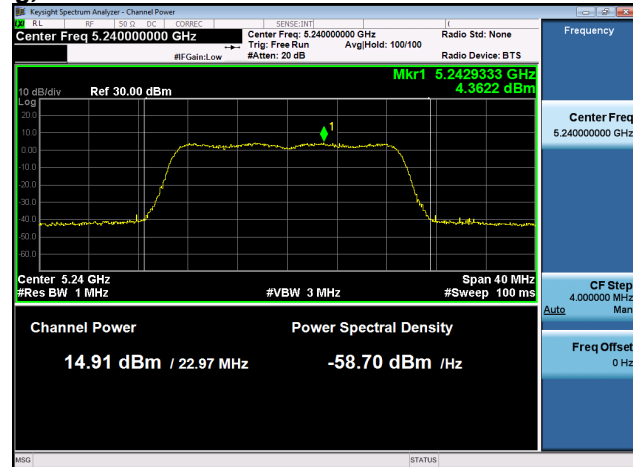 Keysight Spectrum Analyzer - Channel Power
RL RF 50 Ω DC CORREC SENSE:INT
Center Freq 5.240000000 GHz
Center Freq: 5.240000000 GHz
Radio Std: None
Trig: Free Run Avg|Hold: 100/100
#IFGain:Low #Atten: 20 dB Radio Device: BTS
Mkr1 5.2429333 GHz
4.3622 dBm
10 dB/div Ref 30.00 dBm
Log
20.0
10.0
0.00
-10.0
-20.0
-30.0
-40.0
-50.0
-60.0
1
Center 5.24 GHz Span 40 MHz
#Res BW 1 MHz #VBW 3 MHz #Sweep 100 ms
Channel Power Power Spectral Density
14.91 dBm / 22.97 MHz -58.70 dBm /Hz
Frequency
Center Freq
5.240000000 GHz
CF Step
4.000000 MHz
Auto Man
Freq Offset
0 Hz
MSG STATUS